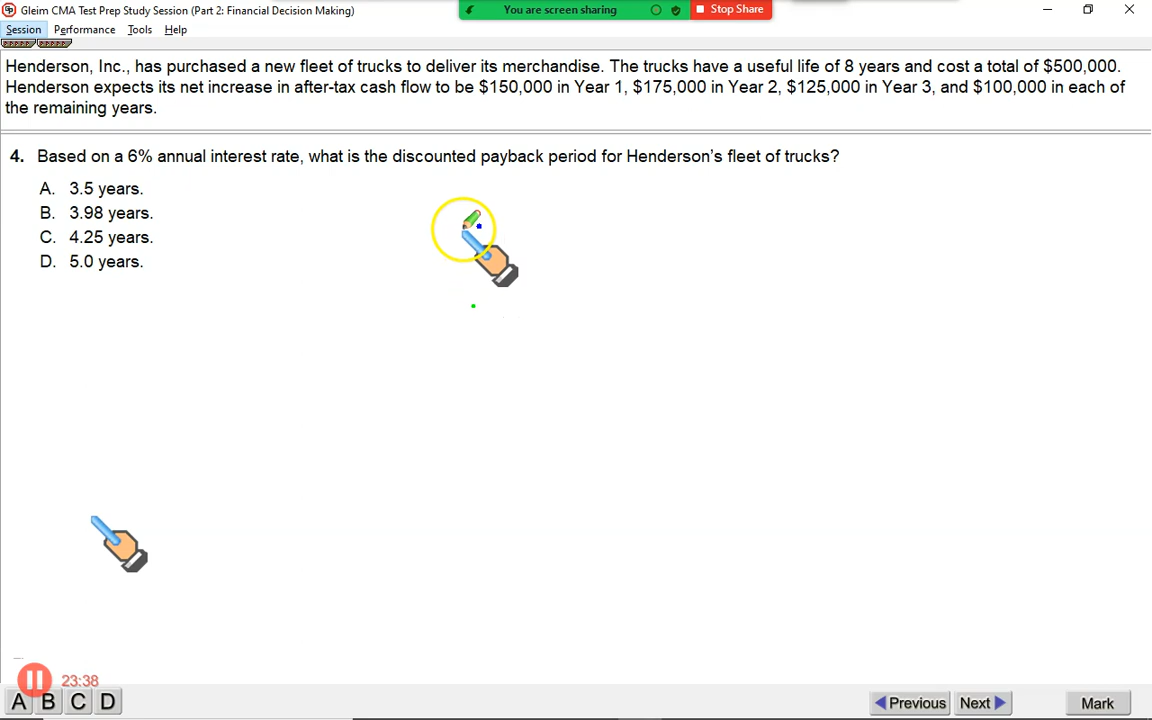 Gleim CMA Test Prep Study Session (Part 2: Financial Decision Making)
You are screen sharing
Stop Share
Session Performance Tools Help
Henderson, Inc., has purchased a new fleet of trucks to deliver its merchandise. The trucks have a useful life of 8 years and cost a total of $500,000.
Henderson expects its net increase in after-tax cash flow to be $150,000 in Year 1, $175,000 in Year 2, $125,000 in Year 3, and $100,000 in each of
the remaining years.
4. Based on a 6% annual interest rate, what is the discounted payback period for Henderson's fleet of trucks?
A. 3.5 years.
B. 3.98 years.
C. 4.25 years.
D. 5.0 years.
23:38
A B C D
Previous Next Mark